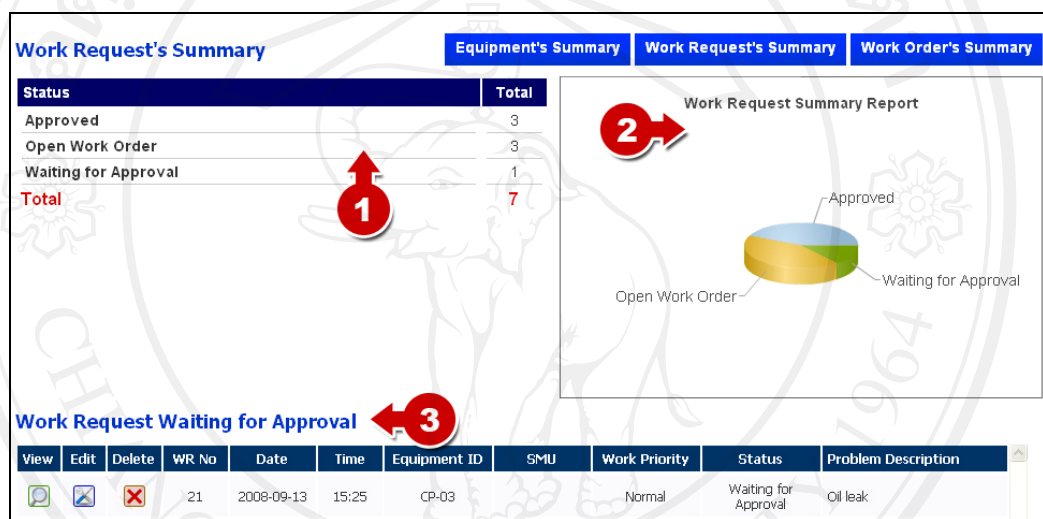 Work Request's Summary
Equipment's Summary Work Request's Summary Work Order's Summary
Status Total
Approved 3
Open Work Order 3
Waiting for Approval 1
Total 7
1
Work Request Summary Report
2
Approved
Waiting for Approval
Open Work Order
Work Request Waiting for Approval
3
View Edit Delete WR No Date Time Equipment ID SMU Work Priority Status Problem Description
21 2008-09-13 15:25 CP-03 Normal Waiting for Approval Oil leak
1964